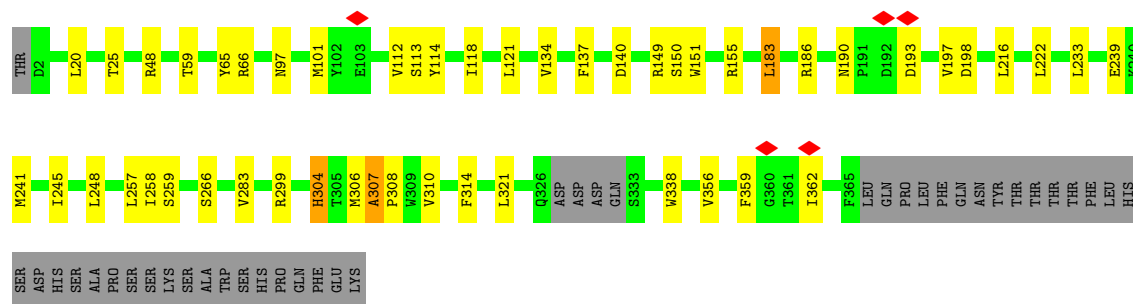 THR D2 L20 T25 R48 T59 Y65 R66 N97 M101 Y102 E103 V112 S113 Y114 I118 L121 V134 F137 D140 R149 S150 W151 R155 L183 R186 N190 P191 D192 D193 V197 D198 L216 L222 L233 E239 K240
M241 I245 L248 L257 I258 S259 S266 V283 R299 H304 T305 M306 A307 P308 W309 V310 F314 L321 Q326 ASP ASP ASP GLN S333 W338 V356 F359 G360 T361 I362 F365 LEU GLN PRO LEU PHE GLN ASN TYR THR THR THR THR THR PHE LEU HIS
SER ASP HIS SER ALA PRO SER SER LYS SER ALA TRP SER HIS PRO GLN PHE GLU LYS